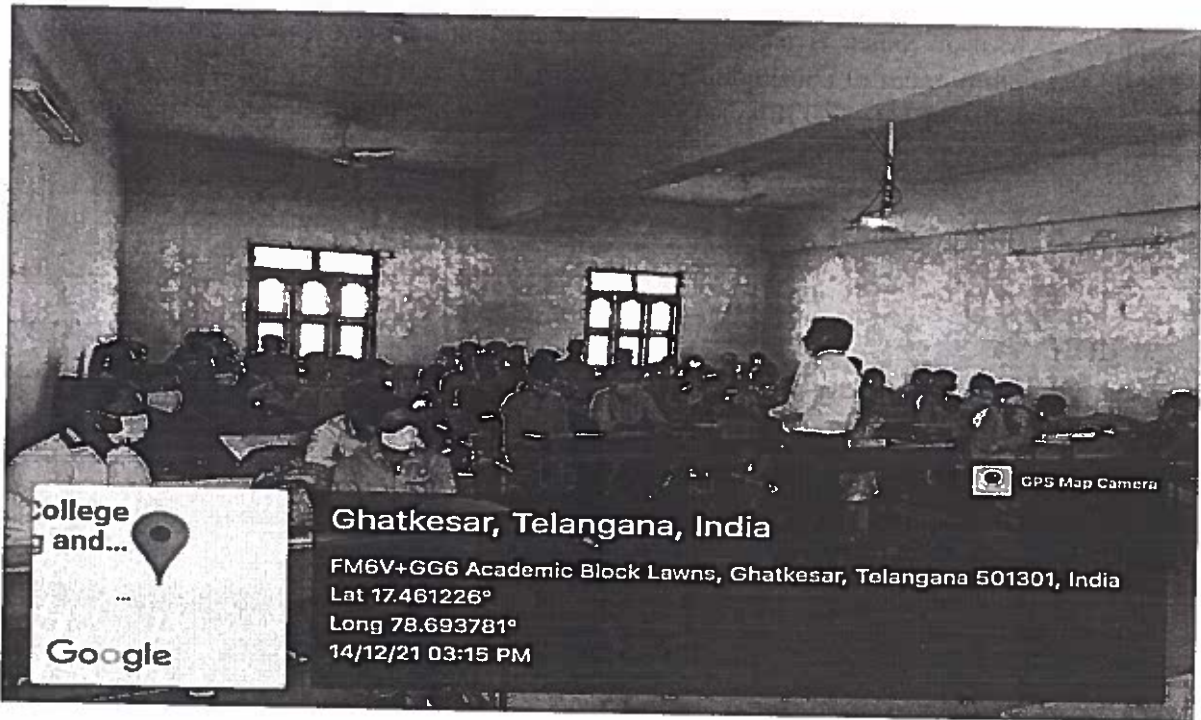 GPS Map Camera
College
g and...
...
Google
Ghatkesar, Telangana, India
FM6V+GG6 Academic Block Lawns, Ghatkesar, Telangana 501301, India
Lat 17.461226°
Long 78.693781°
14/12/21 03:15 PM